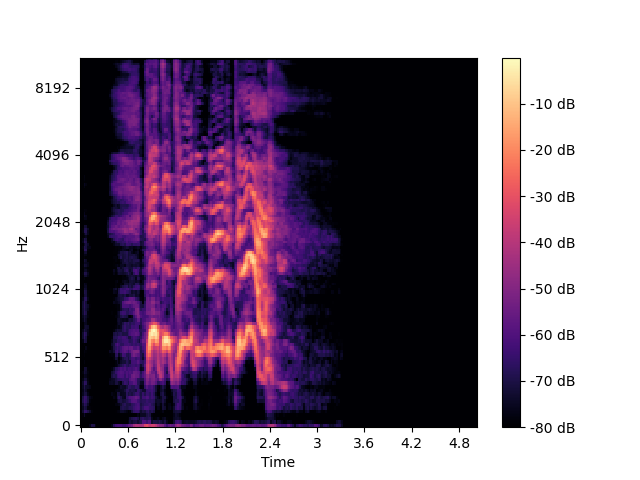 8192
4096
2048
1024
512
0
Hz
0 0.6 1.2 1.8 2.4 3 3.6 4.2 4.8
Time
-10 dB
-20 dB
-30 dB
-40 dB
-50 dB
-60 dB
-70 dB
-80 dB